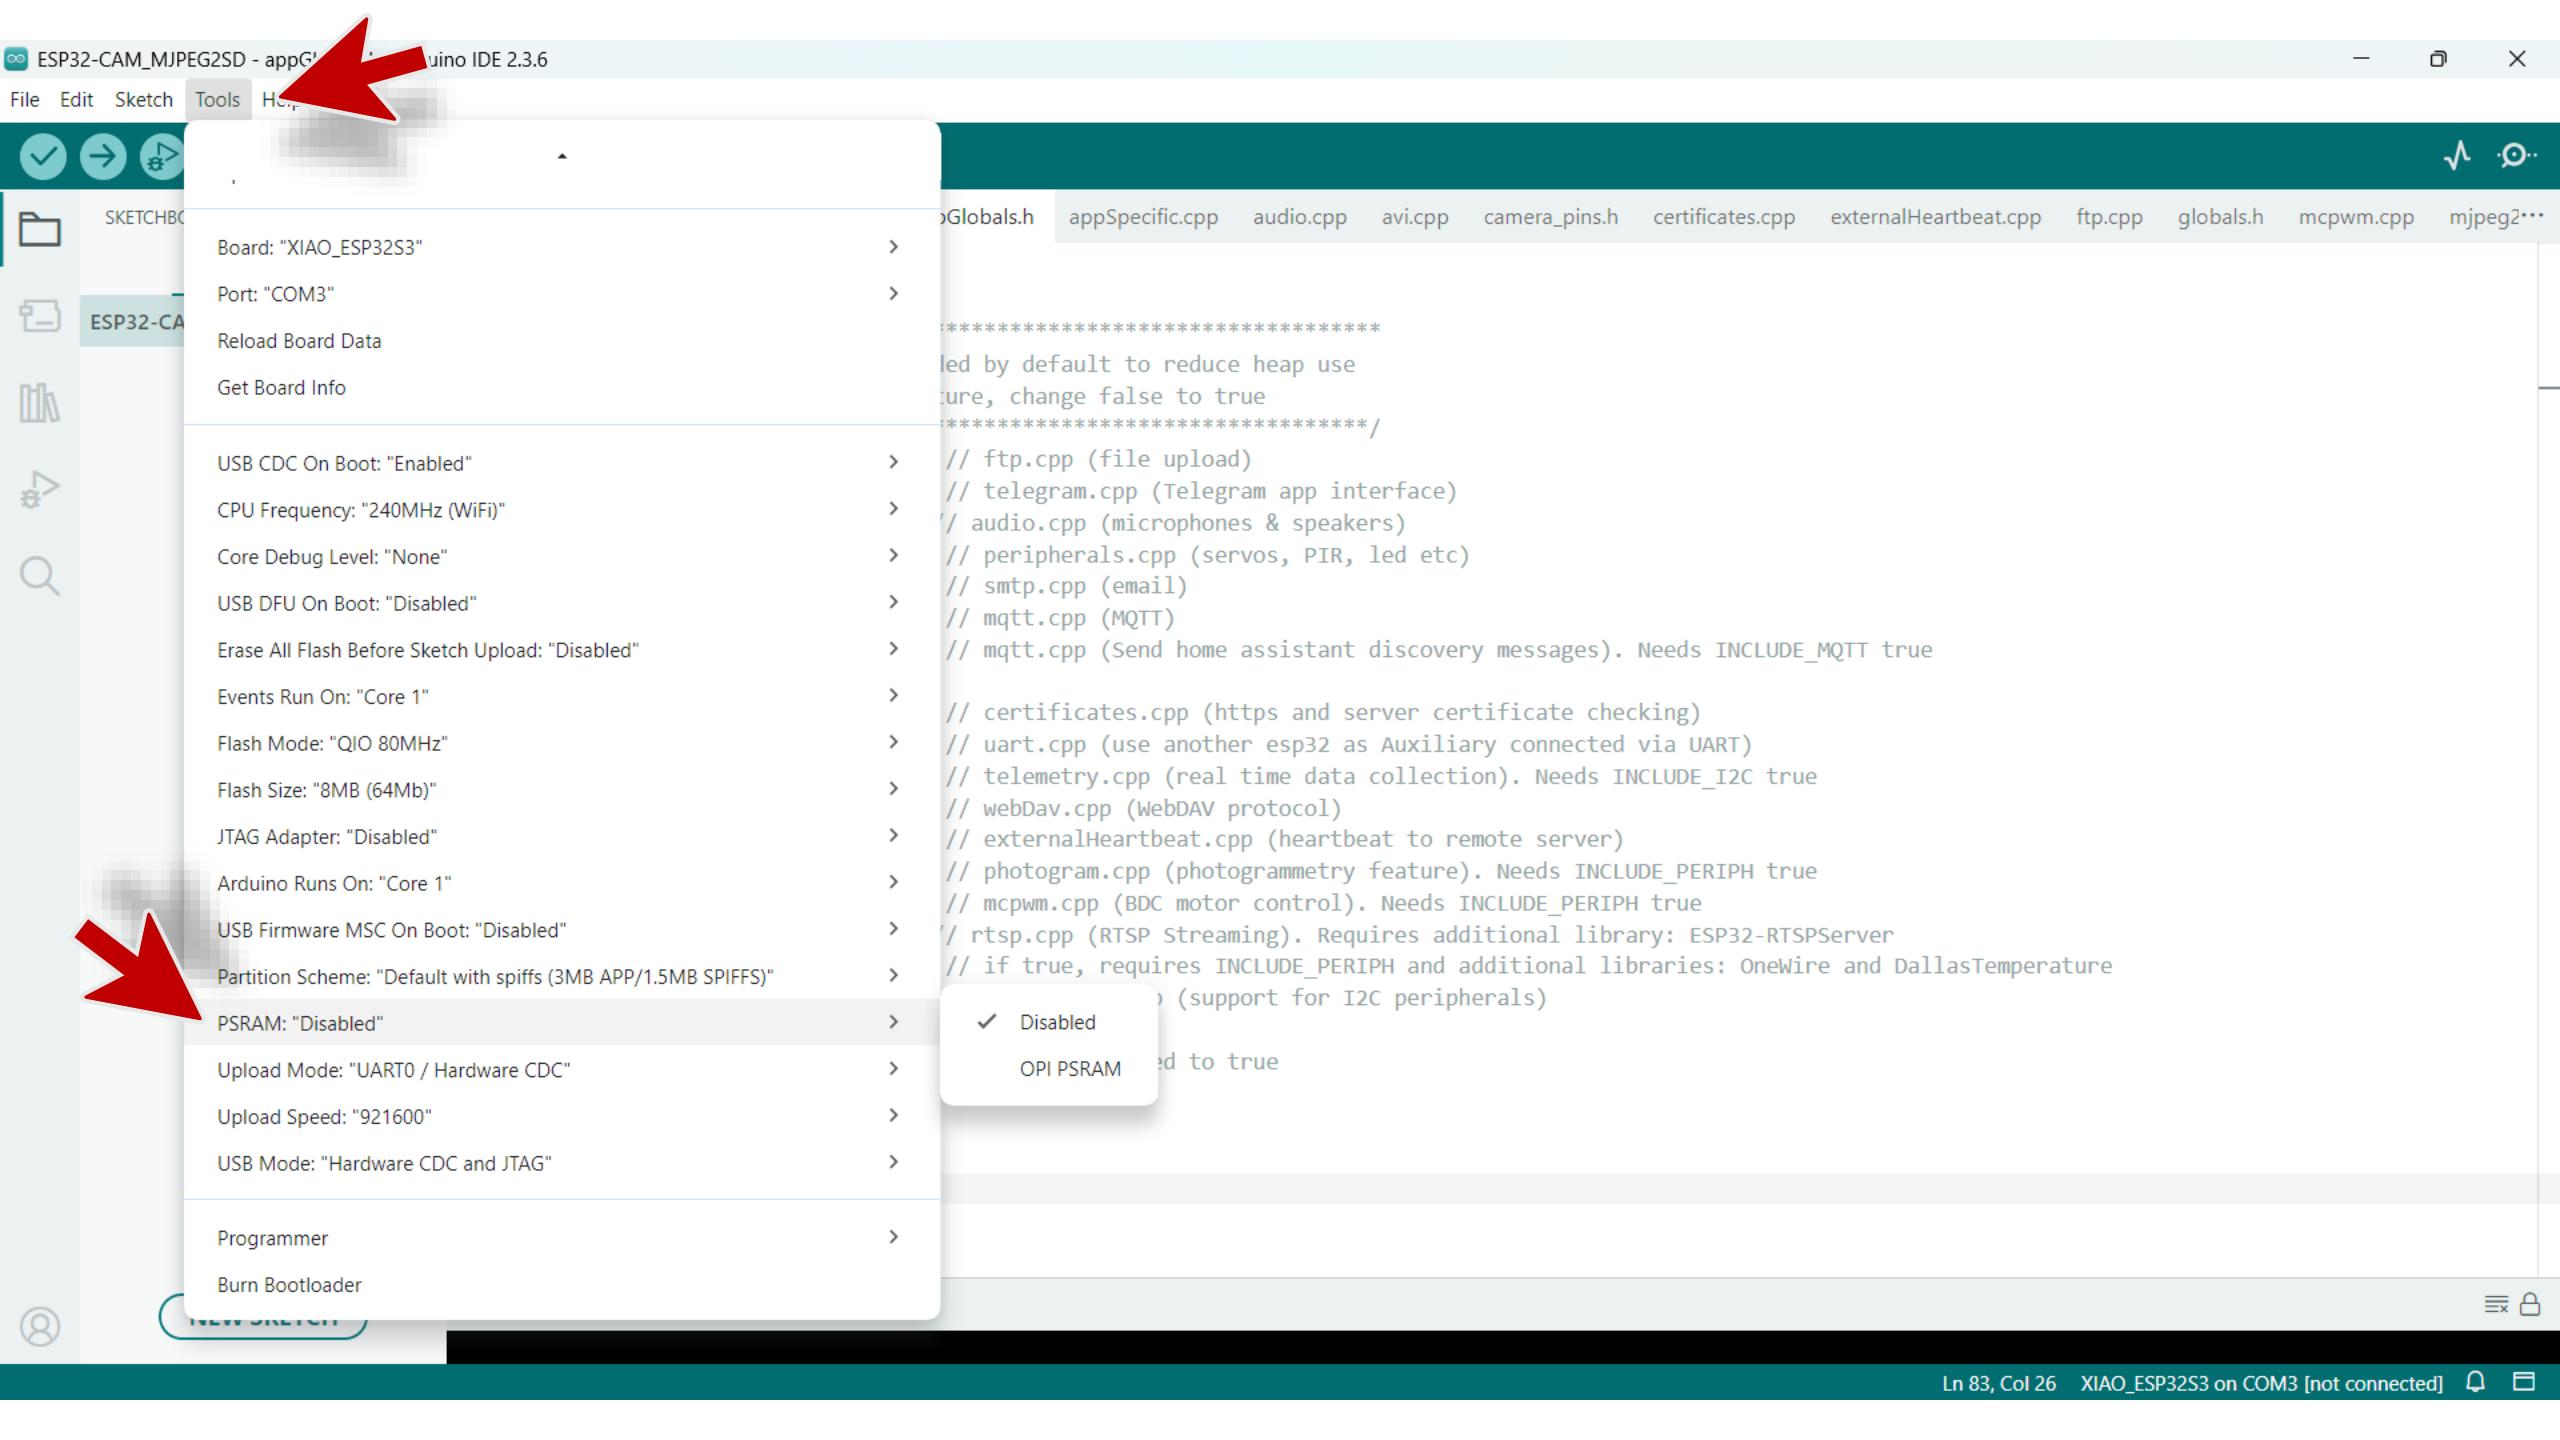 ESP32-CAM_MJPEG2SD - appG uino IDE 2.3.6
File Edit Sketch Tools Help
SKETCHBO
Globals.h appSpecific.cpp audio.cpp avi.cpp camera_pins.h certificates.cpp externalHeartbeat.cpp ftp.cpp globals.h mcpwm.cpp mjpeg2···
ESP32-CA
Board: "XIAO_ESP32S3"
Port: "COM3"
Reload Board Data
Get Board Info
USB CDC On Boot: "Enabled"
CPU Frequency: "240MHz (WiFi)"
Core Debug Level: "None"
USB DFU On Boot: "Disabled"
Erase All Flash Before Sketch Upload: "Disabled"
Events Run On: "Core 1"
Flash Mode: "QIO 80MHz"
Flash Size: "8MB (64Mb)"
JTAG Adapter: "Disabled"
Arduino Runs On: "Core 1"
USB Firmware MSC On Boot: "Disabled"
Partition Scheme: "Default with spiffs (3MB APP/1.5MB SPIFFS)"
PSRAM: "Disabled"
Upload Mode: "UART0 / Hardware CDC"
Upload Speed: "921600"
USB Mode: "Hardware CDC and JTAG"
Programmer
Burn Bootloader
Disabled
OPI PSRAM
***********************************
led by default to reduce heap use
ure, change false to true
**********************************/
// ftp.cpp (file upload)
// telegram.cpp (Telegram app interface)
/ audio.cpp (microphones & speakers)
// peripherals.cpp (servos, PIR, led etc)
// smtp.cpp (email)
// mqtt.cpp (MQTT)
// mqtt.cpp (Send home assistant discovery messages). Needs INCLUDE_MQTT true
// certificates.cpp (https and server certificate checking)
// uart.cpp (use another esp32 as Auxiliary connected via UART)
// telemetry.cpp (real time data collection). Needs INCLUDE_I2C true
// webDav.cpp (WebDAV protocol)
// externalHeartbeat.cpp (heartbeat to remote server)
// photogram.cpp (photogrammetry feature). Needs INCLUDE_PERIPH true
// mcpwm.cpp (BDC motor control). Needs INCLUDE_PERIPH true
/ rtsp.cpp (RTSP Streaming). Requires additional library: ESP32-RTSPServer
// if true, requires INCLUDE_PERIPH and additional libraries: OneWire and DallasTemperature
(support for I2C peripherals)
ed to true
NEW SKETCH
Ln 83, Col 26 XIAO_ESP32S3 on COM3 [not connected]